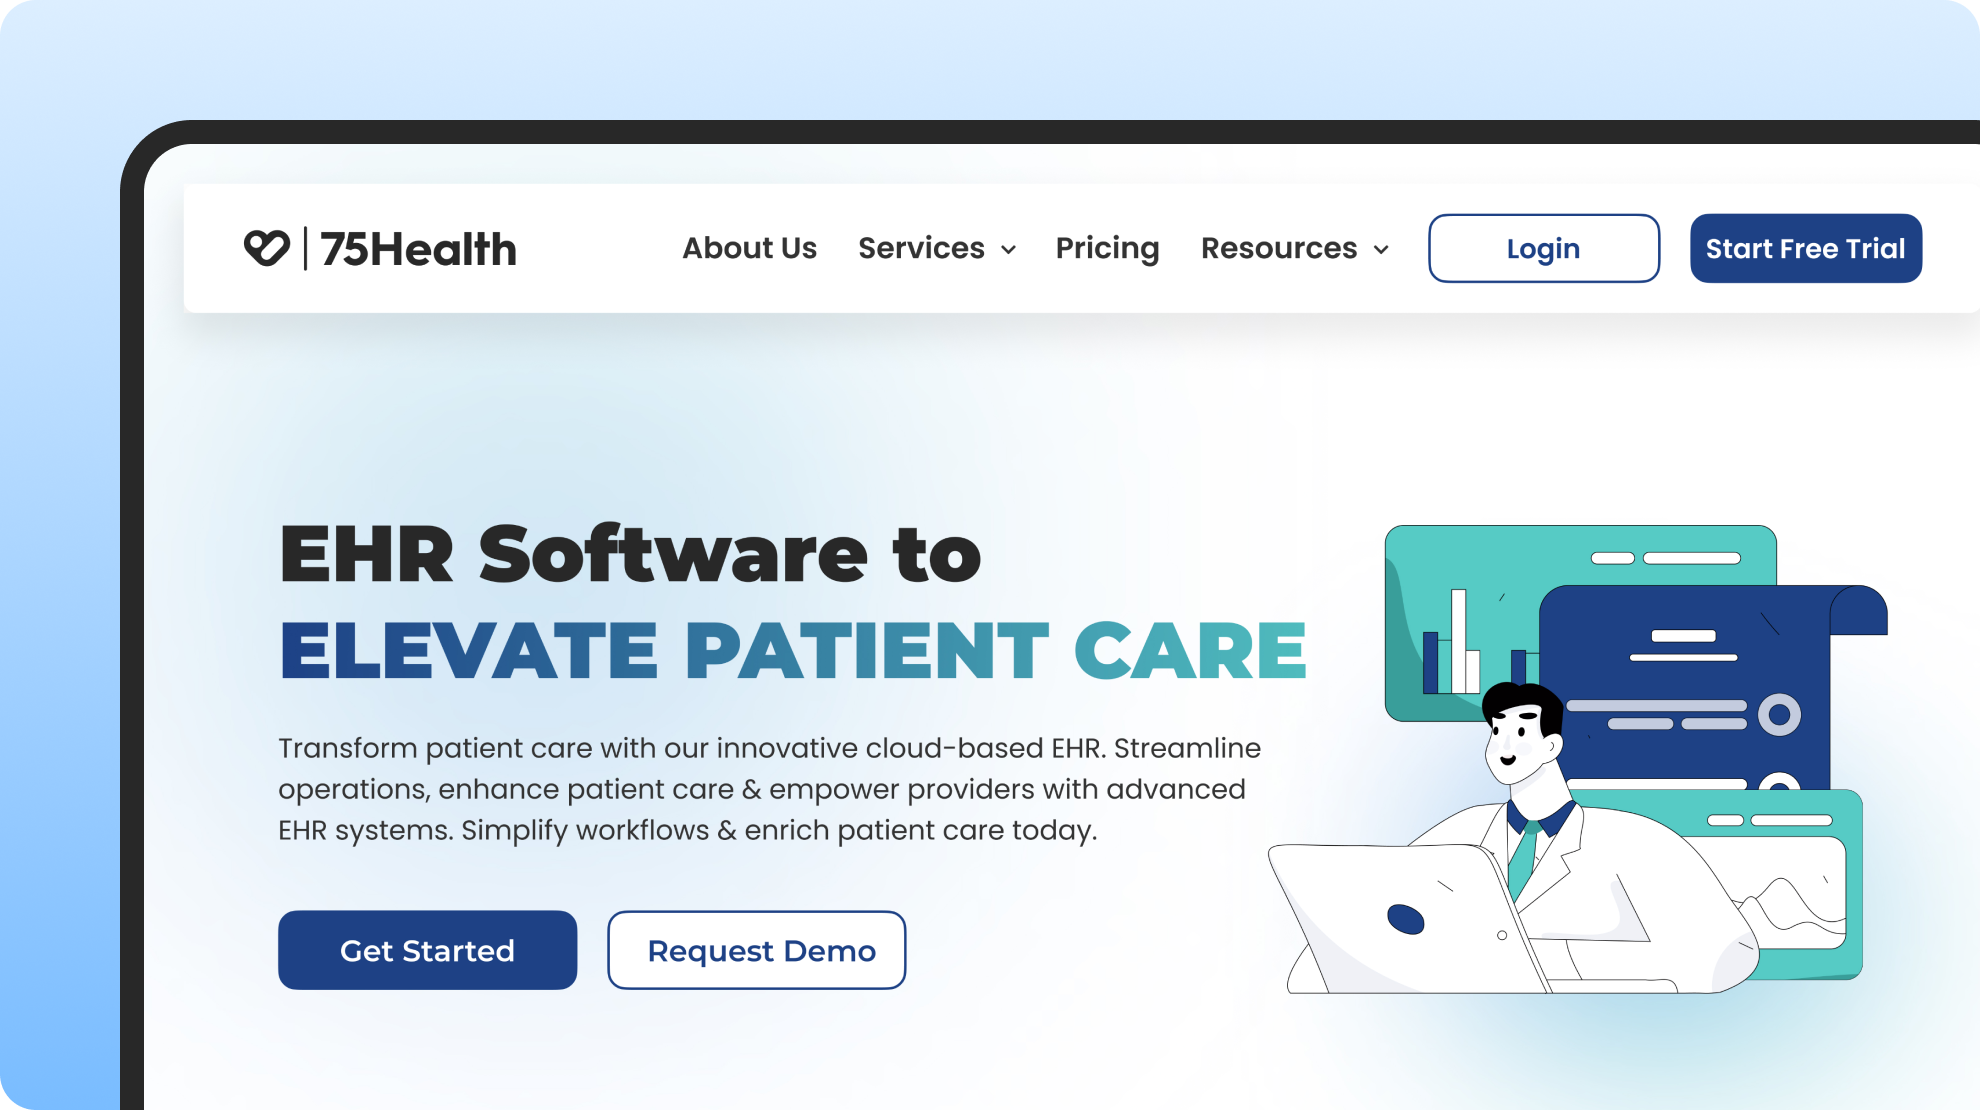 75Health
About Us
Services
Pricing
Resources
Login
Start Free Trial
EHR Software to
ELEVATE PATIENT CARE
Transform patient care with our innovative cloud-based EHR. Streamline
operations, enhance patient care & empower providers with advanced
EHR systems. Simplify workflows & enrich patient care today.
Get Started
Request Demo